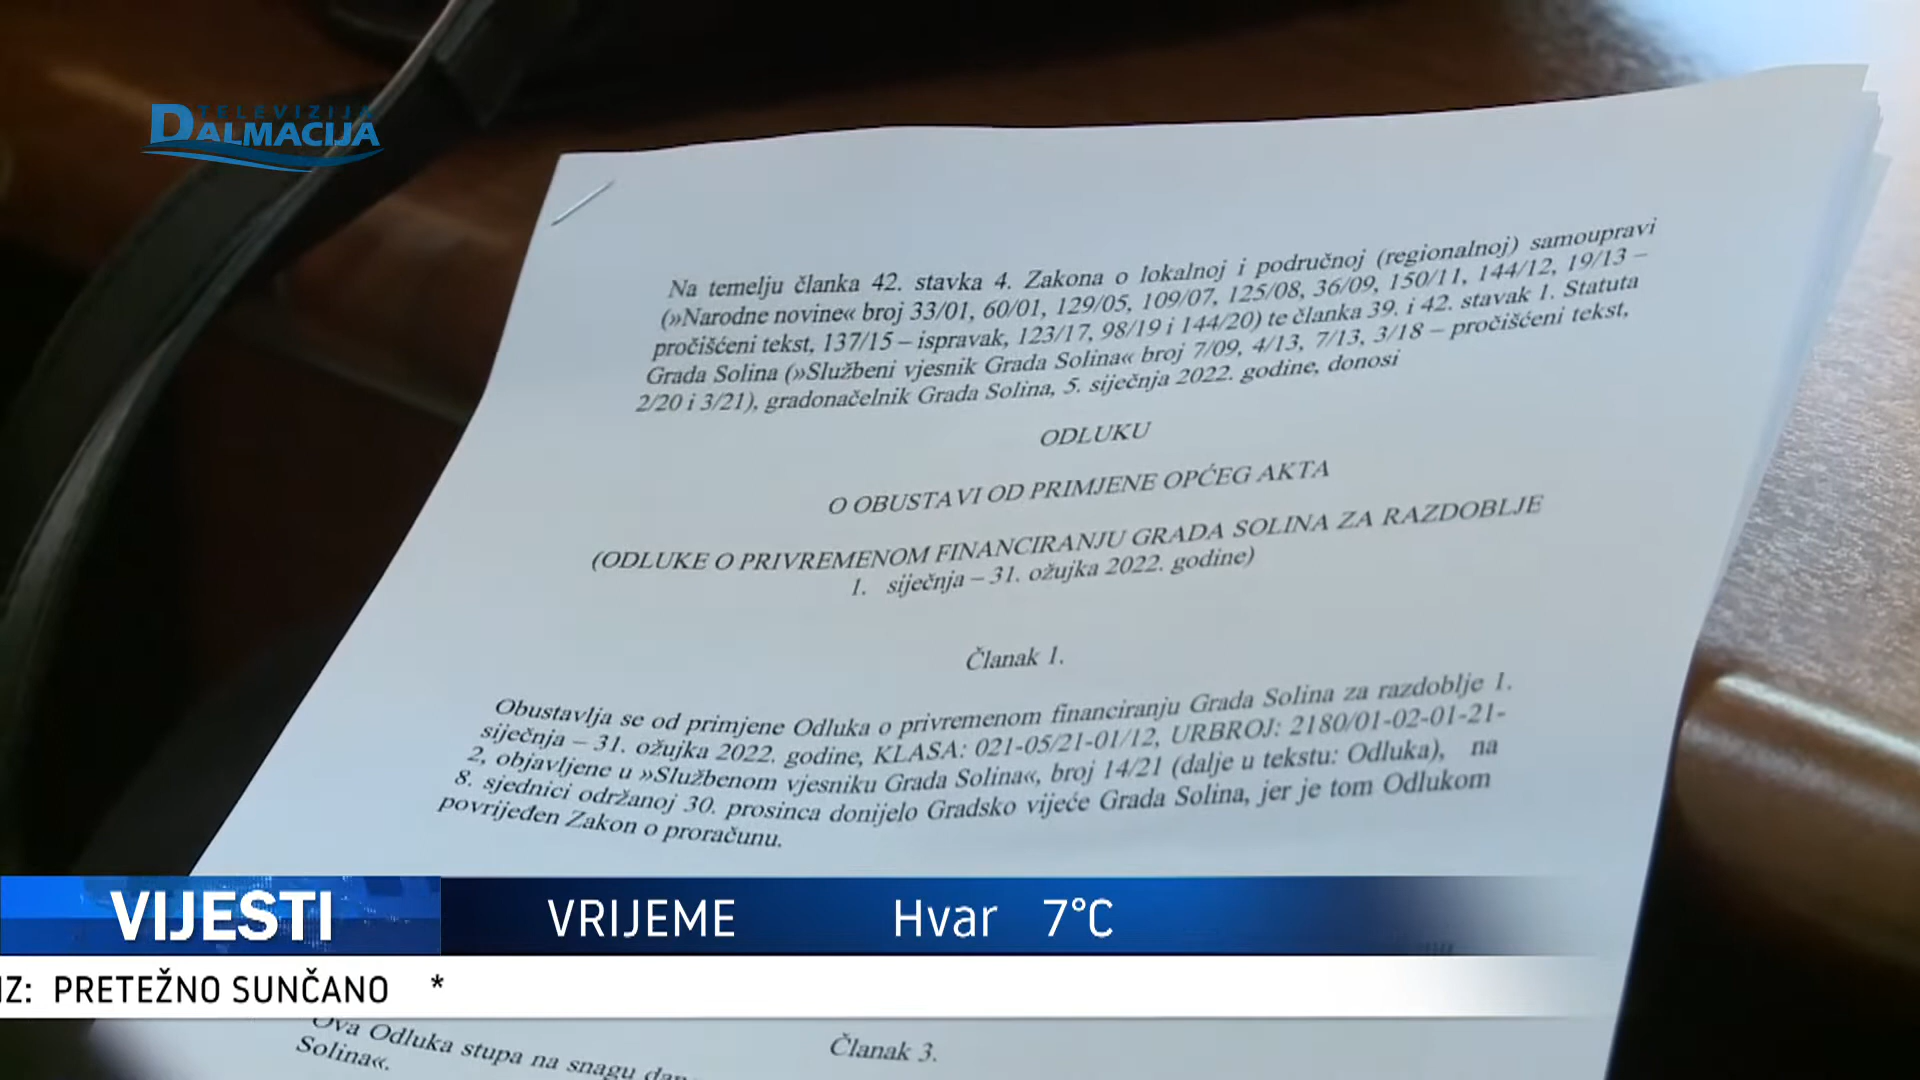 TELEVIZIJA
DALMACIJA
Na temelju članka 42. stavka 4. Zakona o lokalnoj i područnoj (regionalnoj) samoupravi
(»Narodne novine« broj 33/01, 60/01, 129/05, 109/07, 125/08, 36/09, 150/11, 144/12, 19/13 –
pročišćeni tekst, 137/15 – ispravak, 123/17, 98/19 i 144/20) te članka 39. i 42. stavak 1. Statuta
Grada Solina (»Službeni vjesnik Grada Solina« broj 7/09, 4/13, 7/13, 3/18 – pročišćeni tekst,
2/20 i 3/21), gradonačelnik Grada Solina, 5. siječnja 2022. godine, donosi
ODLUKU
O OBUSTAVI OD PRIMJENE OPĆEG AKTA
(ODLUKE O PRIVREMENOM FINANCIRANJU GRADA SOLINA ZA RAZDOBLJE
1. siječnja – 31. ožujka 2022. godine)
Članak 1.
Obustavlja se od primjene Odluka o privremenom financiranju Grada Solina za razdoblje 1.
siječnja – 31. ožujka 2022. godine, KLASA: 021-05/21-01/12, URBROJ: 2180/01-02-01-21-
2, objavljene u »Službenom vjesniku Grada Solina«, broj 14/21 (dalje u tekstu: Odluka), na
8. sjednici održanoj 30. prosinca donijelo Gradsko vijeće Grada Solina, jer je tom Odlukom
povrijeđen Zakon o proračunu.
VIJESTI VRIJEME Hvar 7°C
IZ: PRETEŽNO SUNČANO *
Ova Odluka stupa na snagu
Solina«.
Članak 3.